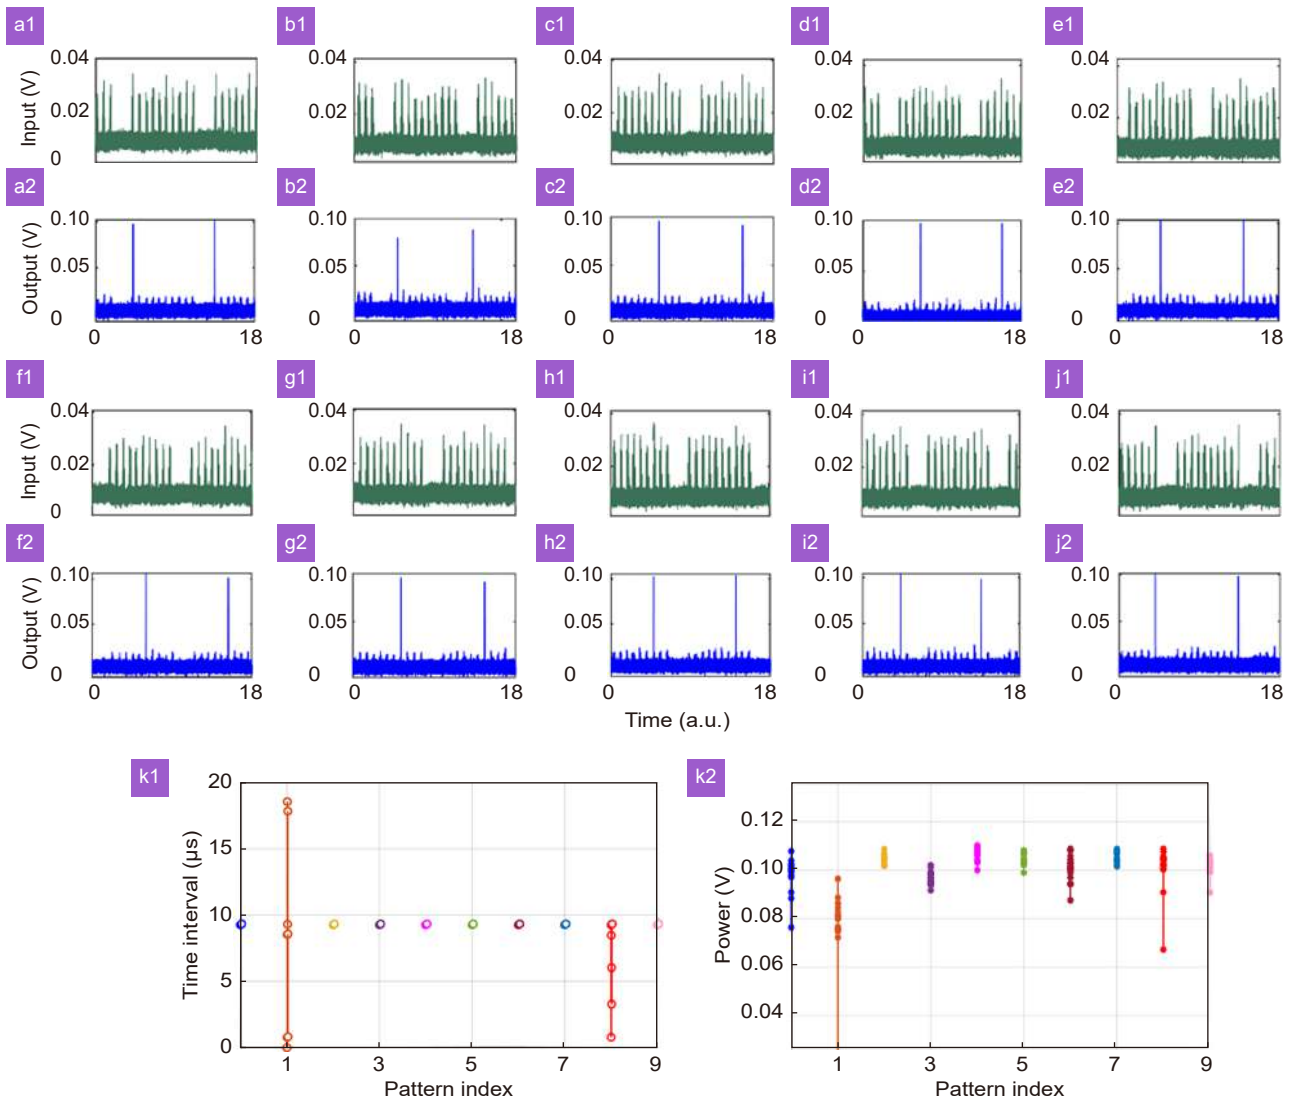 a1 b1 c1 d1 e1
0.04 0.04 0.04 0.04 0.04
Input (V)
0.02 0.02 0.02 0.02 0.02
0 0 0 0 0
a2 b2 c2 d2 e2
0.10 0.10 0.10 0.10 0.10
Output (V)
0.05 0.05 0.05 0.05 0.05
0 0 0 0 0
0 18 0 18 0 18 0 18 0 18
f1 g1 h1 i1 j1
0.04 0.04 0.04 0.04 0.04
Input (V)
0.02 0.02 0.02 0.02 0.02
0 0 0 0 0
f2 g2 h2 i2 j2
0.10 0.10 0.10 0.10 0.10
Output (V)
0.05 0.05 0.05 0.05 0.05
0 0 0 0 0
0 18 0 18 0 18 0 18 0 18
Time (a.u.)
k1
20
15
10
5
0
Time interval (μs)
1 3 5 7 9
Pattern index
k2
0.12
0.10
0.08
0.06
0.04
Power (V)
1 3 5 7 9
Pattern index